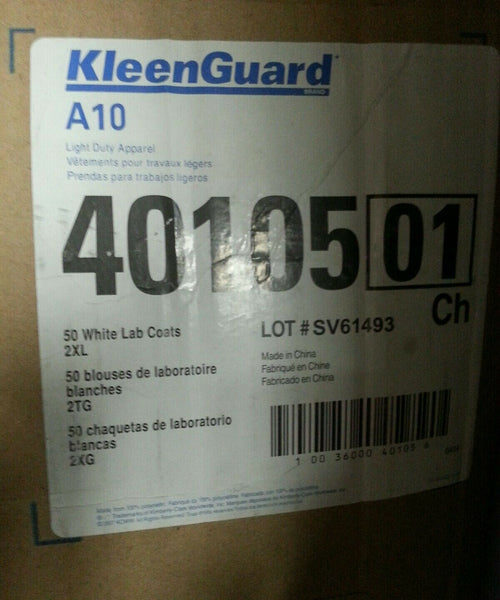 KleenGuard
BRAND
A10
Light Duty Apparel
Vêtements pour travaux légers
Prendas para trabajos ligeros
40105 01
Ch
50 White Lab Coats
2XL
LOT # SV61493
Made in China
Fabriqué en Chine
Fabricado en China
50 blouses de laboratoire
blanches
2TG
50 chaquetas de laboratorio
blancas
2XG
1 00 36000 40105 6